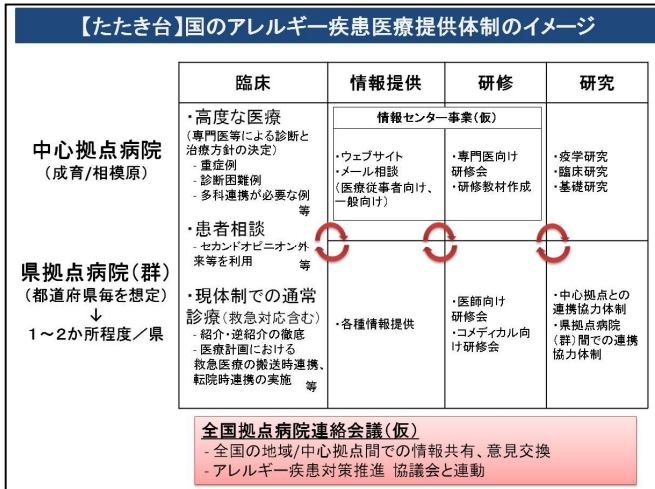 【たたき台】国のアレルギー疾患医療提供体制のイメージ
臨床
情報提供
研修
研究
中心拠点病院
(成育/相模原)
・高度な医療
(専門医等による診断と
治療方針の決定)
- 重症例
- 診断困難例
- 多科連携が必要な例
等
・患者相談
- セカンドオピニオン外
来等を利用
等
情報センター事業(仮)
・ウェブサイト
・メール相談
(医療従事者向け、
一般向け)
・専門医向け
研修会
・研修教材作成
・疫学研究
・臨床研究
・基礎研究
県拠点病院(群)
(都道府県毎を想定)
↓
1～2か所程度/県
・現体制での通常
診療(救急対応含む)
- 紹介・逆紹介の徹底
- 医療計画における
救急医療の搬送時連携、
転院時連携の実施
等
・各種情報提供
・医師向け
研修会
・コメディカル向
け研修会
・中心拠点との
連携協力体制
・県拠点病院
(群)間での連携
協力体制
全国拠点病院連絡会議(仮)
- 全国の地域/中心拠点間での情報共有、意見交換
- アレルギー疾患対策推進 協議会と連動